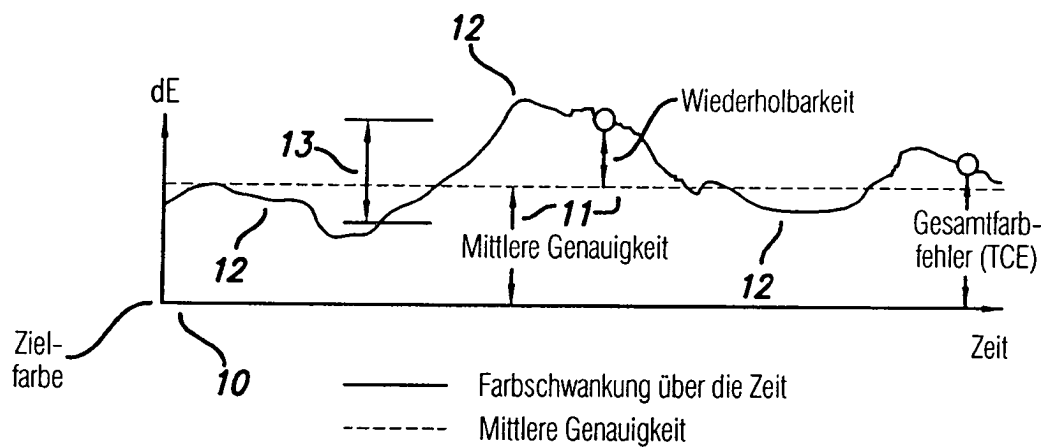 12
dE
Wiederholbarkeit
13
11
12
Mittlere Genauigkeit
12
Gesamtfarb-
fehler (TCE)
Ziel-
farbe
10
Zeit
Farbschwankung über die Zeit
Mittlere Genauigkeit